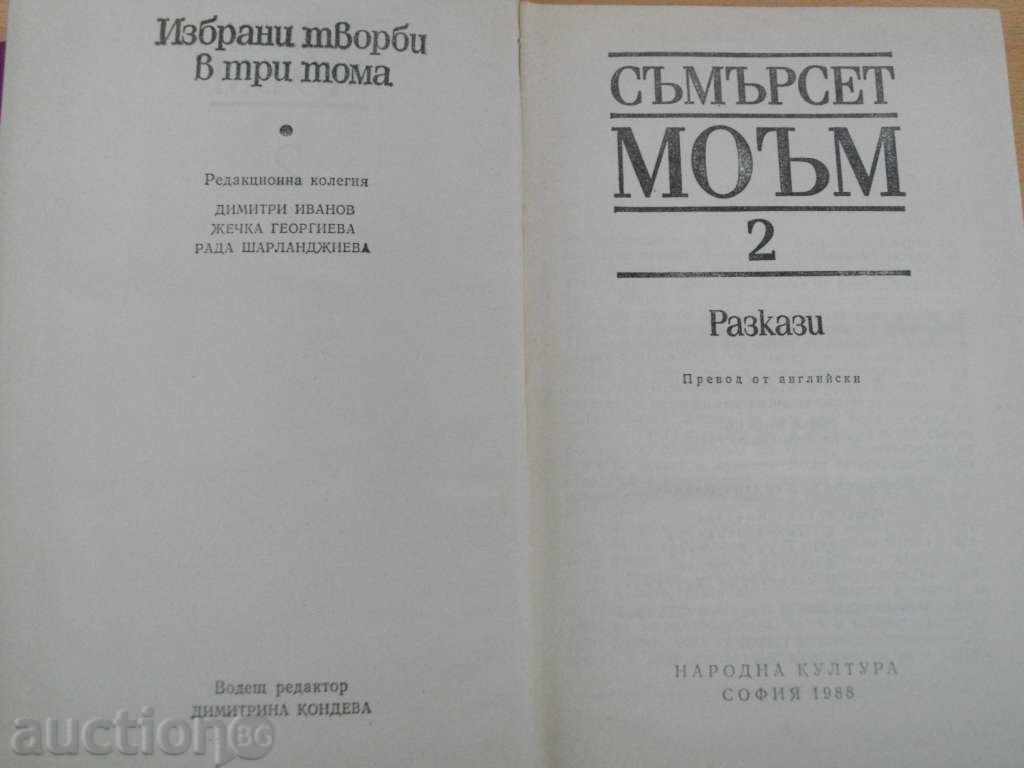 Избрани творби
в три тома
Редакционна колегия
ДИМИТРИ ИВАНОВ
ЖЕЧКА ГЕОРГИЕВА
РАДА ШАРЛАНДЖИЕВА
Водещ редактор
ДИМИТРИНА КОНДЕВА
СЪМЪРСЕТ
МОЪМ
2
Разкази
Превод от английски
НАРОДНА КУЛТУРА
СОФИЯ 1988
auction BG